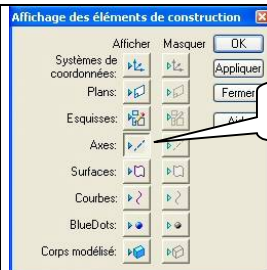 Affichage des éléments de construction
Afficher Masquer OK
Systèmes de
coordonnées: Appliquer
Plans: Fermer
Esquisses:
Axes:
Surfaces:
Courbes:
BlueDots:
Corps modélisé: